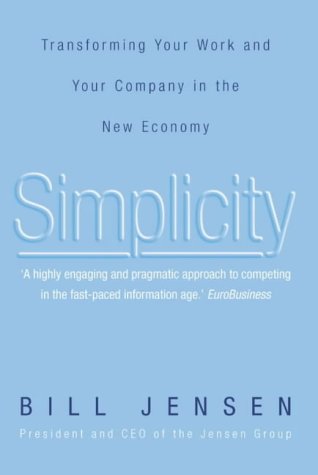 Transforming Your Work and
Your Company in the
New Economy
Simplicity
‘A highly engaging and pragmatic approach to competing
in the fast-paced information age.’ EuroBusiness
BILL JENSEN
President and CEO of the Jensen Group